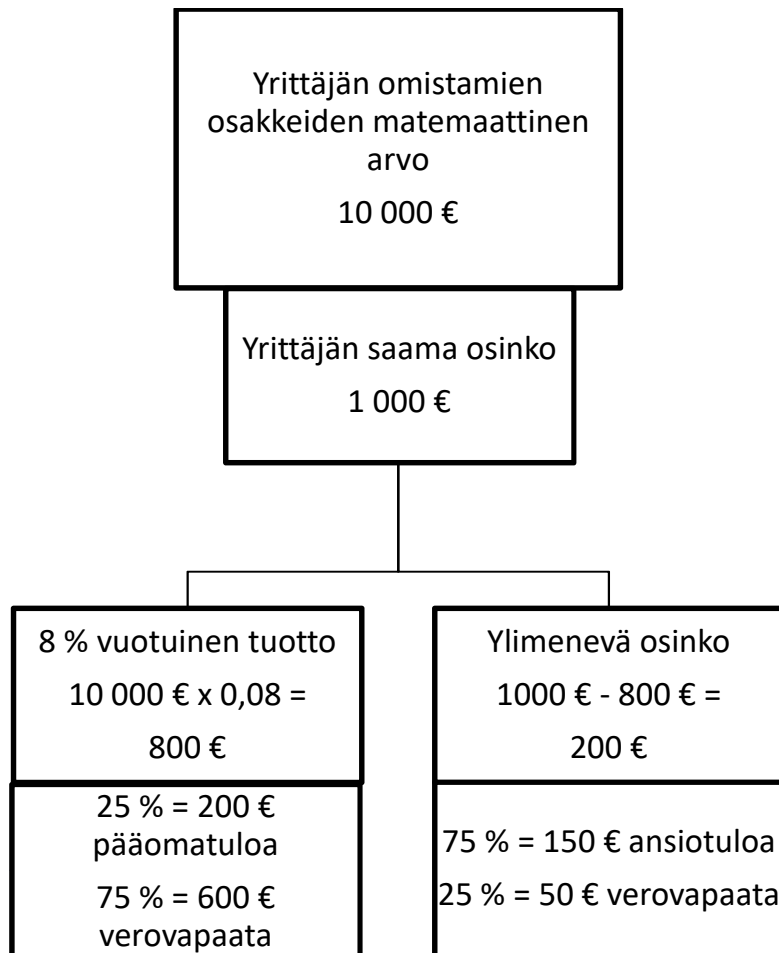 Yrittäjän omistamien
osakkeiden matemaattinen
arvo
10 000 €
Yrittäjän saama osinko
1 000 €
8 % vuotuinen tuotto
10 000 € x 0,08 =
800 €
25 % = 200 €
pääomatuloa
75 % = 600 €
verovapaata
Ylimenevä osinko
1000 € - 800 € =
200 €
75 % = 150 € ansiotuloa
25 % = 50 € verovapaata